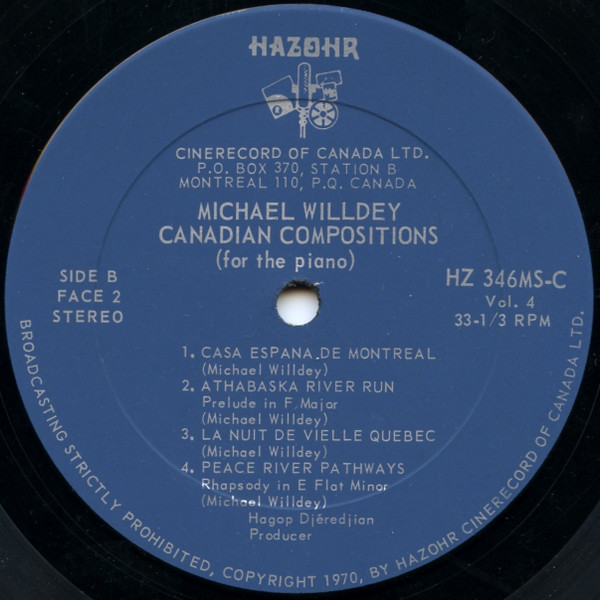 HAZOHR
CINERECORD OF CANADA LTD.
P.O. BOX 370, STATION B
MONTREAL 110, P.Q. CANADA
MICHAEL WILLDEY
CANADIAN COMPOSITIONS
(for the piano)
SIDE B
FACE 2
STEREO
HZ 346MS-C
Vol. 4
33-1/3 RPM
1. CASA ESPANA DE MONTREAL
(Michael Willdey)
2. ATHABASKA RIVER RUN
Prelude in F Major
(Michael Willdey)
3. LA NUIT DE VIELLE QUEBEC
(Michael Willdey)
4. PEACE RIVER PATHWAYS
Rhapsody in E Flat Minor
(Michael Willdey)
Hagop Djĕredjian
Producer
BROADCASTING STRICTLY PROHIBITED, COPYRIGHT 1970, BY HAZOHR CINERECORD OF CANADA LTD.